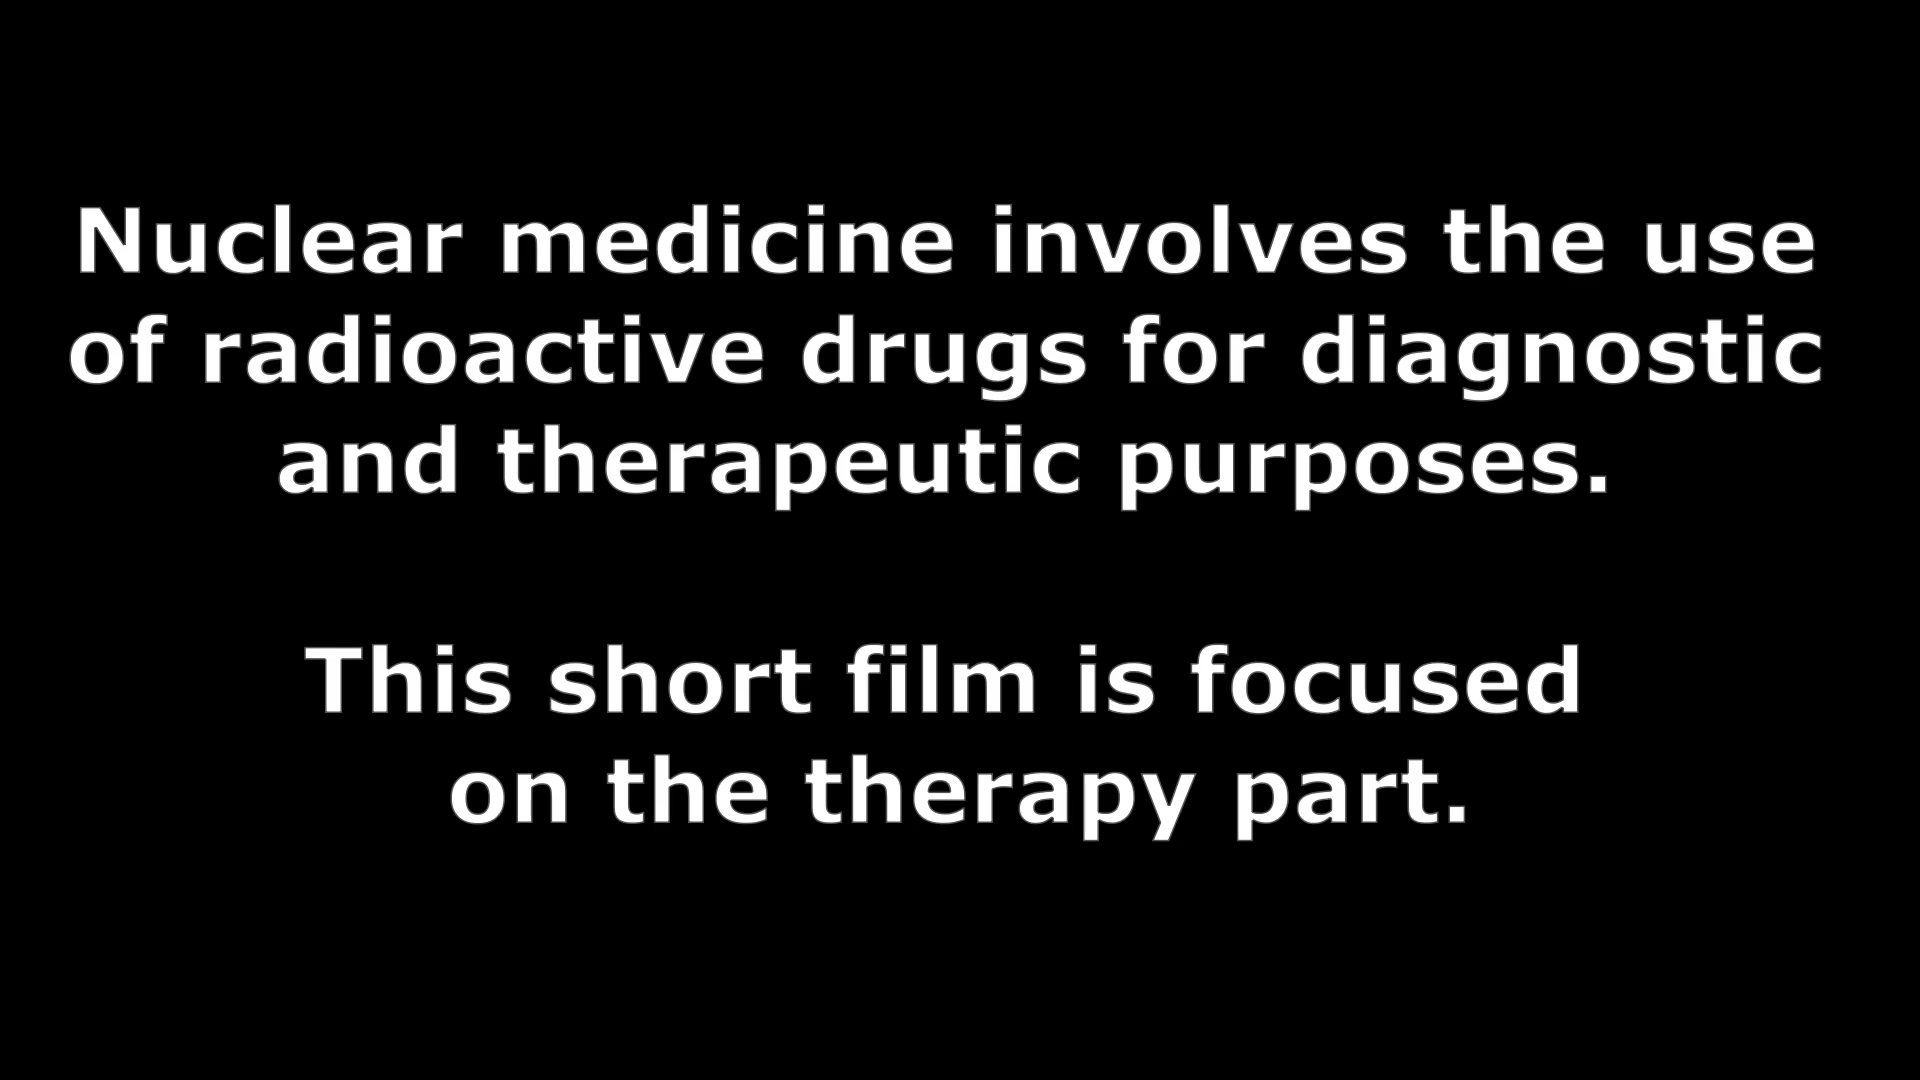 Nuclear medicine involves the use
of radioactive drugs for diagnostic
and therapeutic purposes.
This short film is focused
on the therapy part.